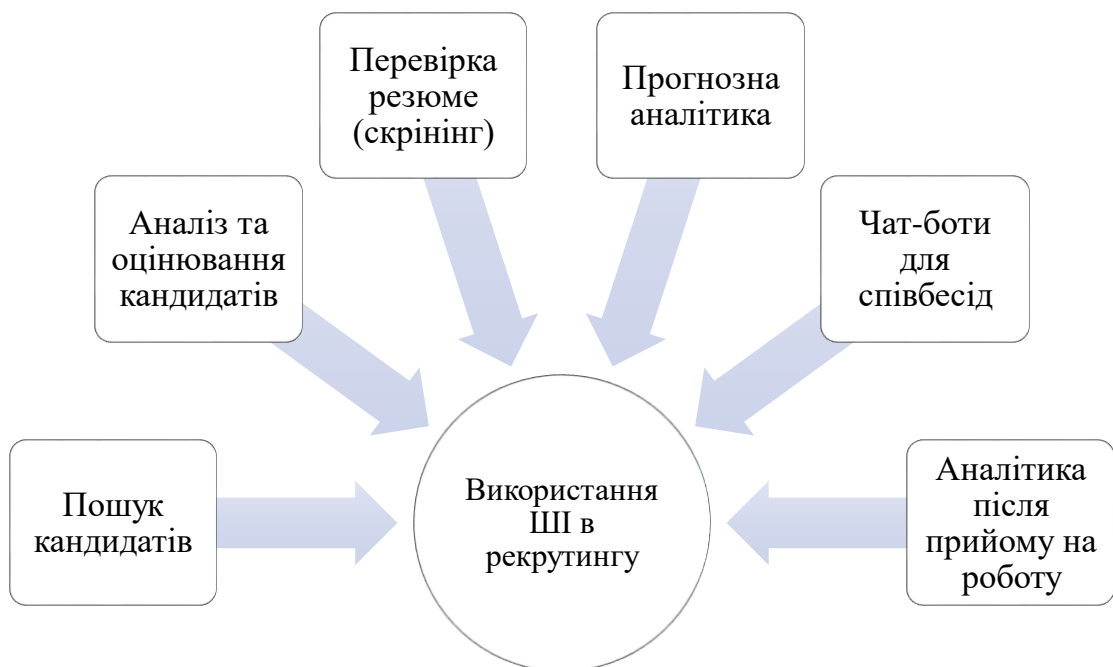 Перевірка
резюме
(скрінінг)
Прогнозна
аналітика
Аналіз та
оцінювання
кандидатів
Чат-боти
для
співбесід
Пошук
кандидатів
Використання
ШІ в
рекрутингу
Аналітика
після
прийому на
роботу